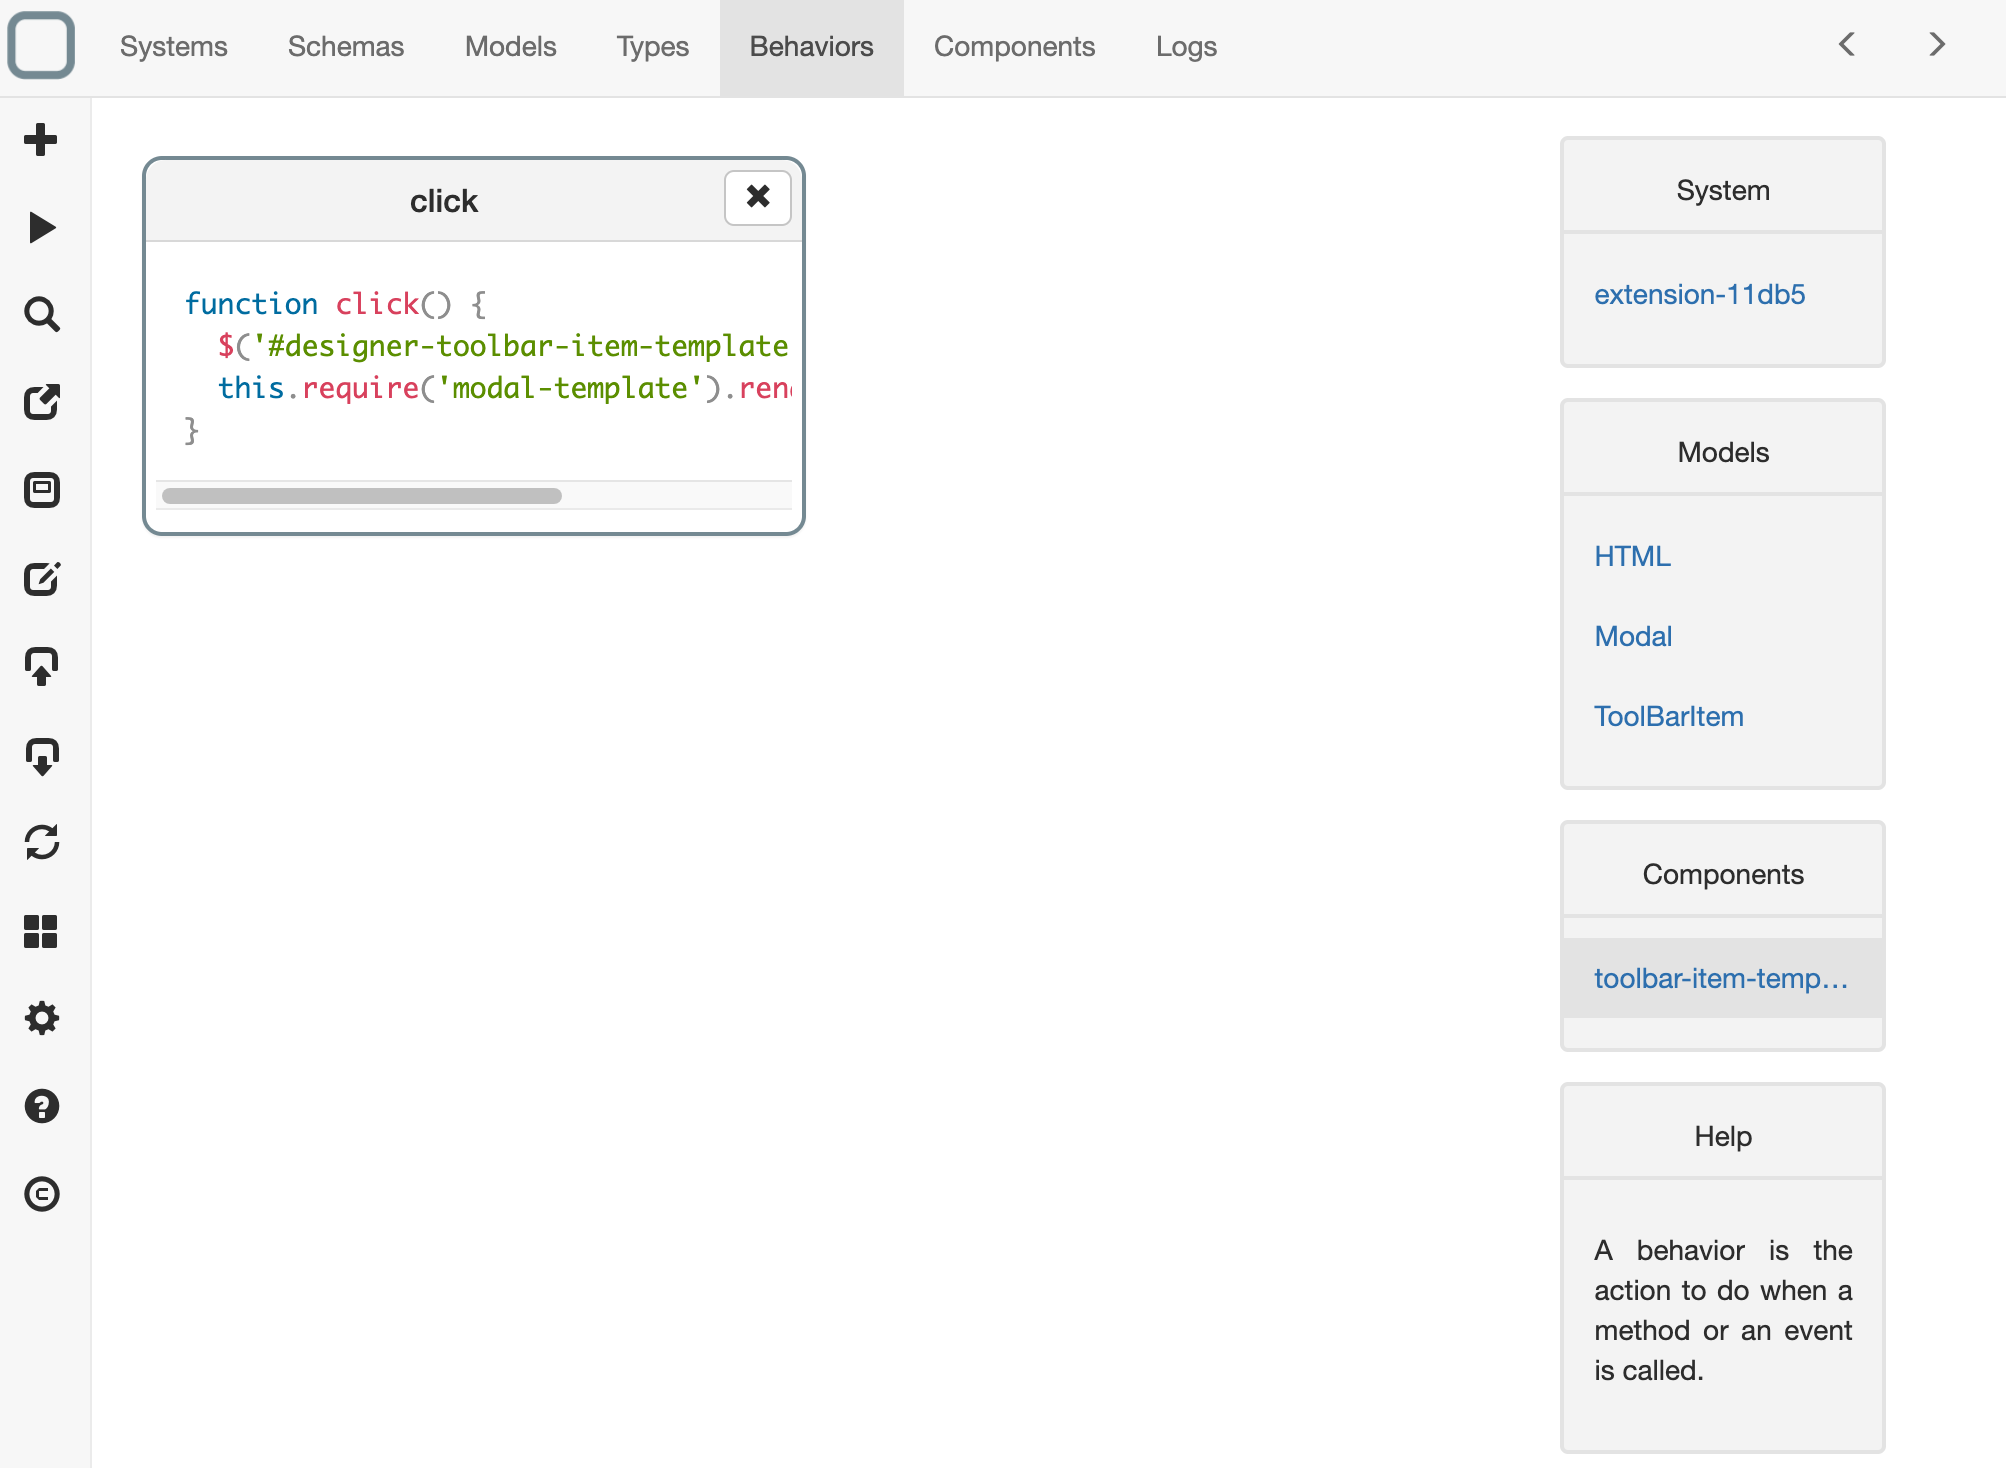 Systems Schemas Models Types Behaviors Components Logs
click
function click() {
$('#designer-toolbar-item-template
this.require('modal-template').ren
}
System
extension-11db5
Models
HTML
Modal
ToolBarItem
Components
toolbar-item-temp...
Help
A behavior is the
action to do when a
method or an event
is called.